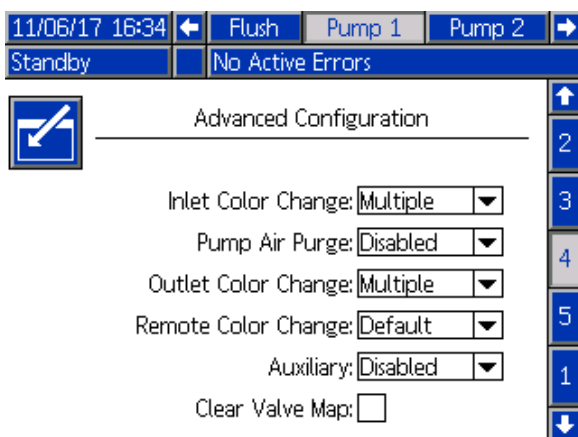 11/06/17 16:34 Flush Pump 1 Pump 2
Standby No Active Errors
Advanced Configuration
2
Inlet Color Change: Multiple
3
Pump Air Purge: Disabled
4
Outlet Color Change: Multiple
Remote Color Change: Default
5
Auxiliary: Disabled
1
Clear Valve Map: